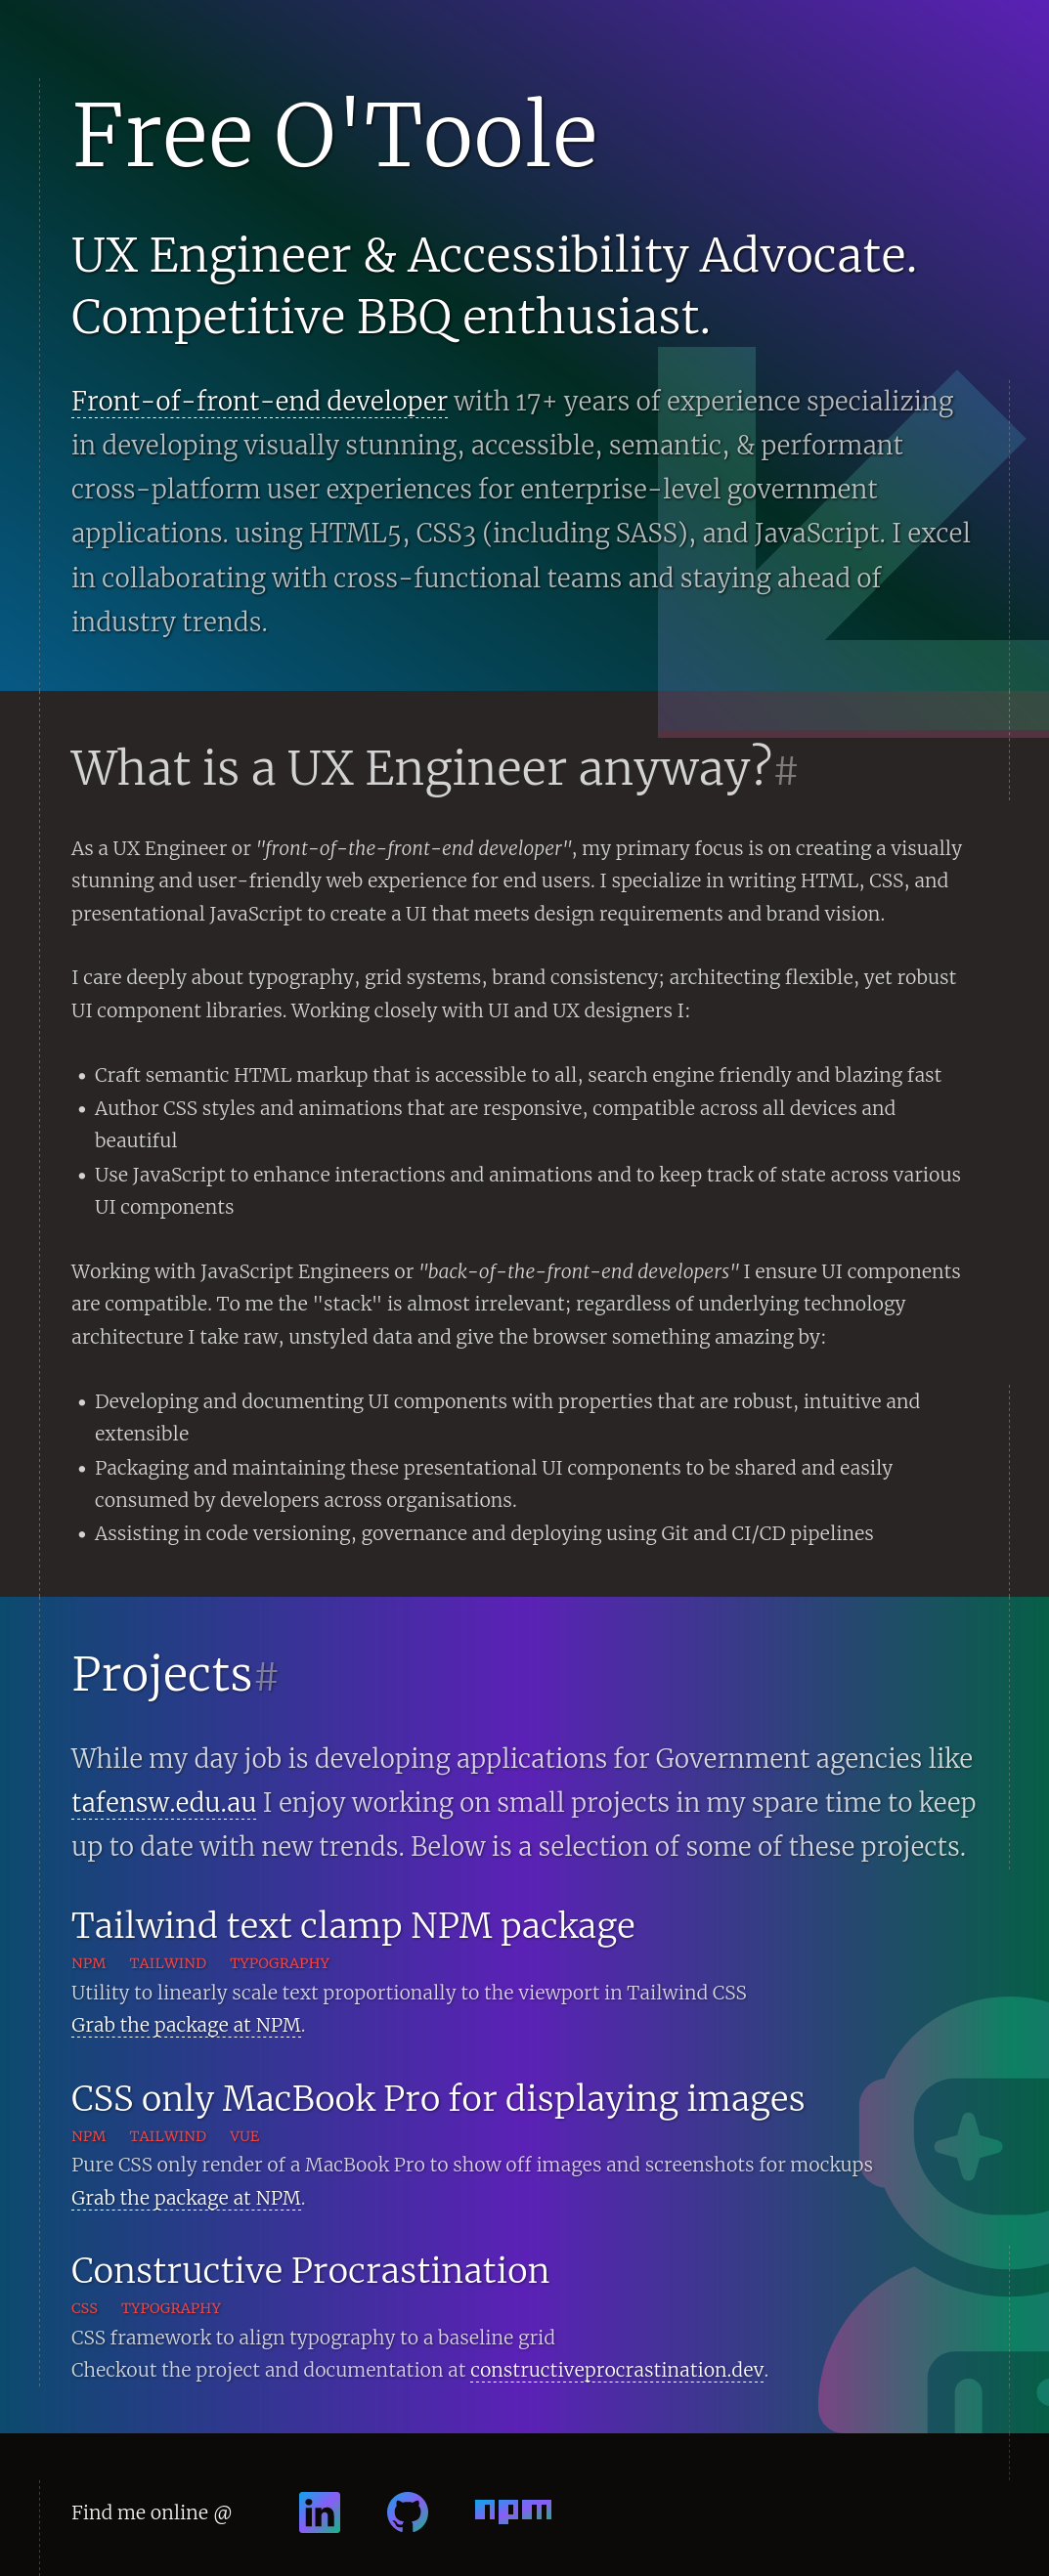 Free O'Toole
UX Engineer & Accessibility Advocate.
Competitive BBQ enthusiast.
Front-of-front-end developer with 17+ years of experience specializing
in developing visually stunning, accessible, semantic, & performant
cross-platform user experiences for enterprise-level government
applications. using HTML5, CSS3 (including SASS), and JavaScript. I excel
in collaborating with cross-functional teams and staying ahead of
industry trends.
What is a UX Engineer anyway?#
As a UX Engineer or "front-of-the-front-end developer", my primary focus is on creating a visually
stunning and user-friendly web experience for end users. I specialize in writing HTML, CSS, and
presentational JavaScript to create a UI that meets design requirements and brand vision.
I care deeply about typography, grid systems, brand consistency; architecting flexible, yet robust
UI component libraries. Working closely with UI and UX designers I:
• Craft semantic HTML markup that is accessible to all, search engine friendly and blazing fast
• Author CSS styles and animations that are responsive, compatible across all devices and
beautiful
• Use JavaScript to enhance interactions and animations and to keep track of state across various
UI components
Working with JavaScript Engineers or "back-of-the-front-end developers" I ensure UI components
are compatible. To me the "stack" is almost irrelevant; regardless of underlying technology
architecture I take raw, unstyled data and give the browser something amazing by:
• Developing and documenting UI components with properties that are robust, intuitive and
extensible
• Packaging and maintaining these presentational UI components to be shared and easily
consumed by developers across organisations.
• Assisting in code versioning, governance and deploying using Git and CI/CD pipelines
Projects#
While my day job is developing applications for Government agencies like
tafensw.edu.au I enjoy working on small projects in my spare time to keep
up to date with new trends. Below is a selection of some of these projects.
Tailwind text clamp NPM package
NPM TAILWIND TYPOGRAPHY
Utility to linearly scale text proportionally to the viewport in Tailwind CSS
Grab the package at NPM.
CSS only MacBook Pro for displaying images
NPM TAILWIND VUE
Pure CSS only render of a MacBook Pro to show off images and screenshots for mockups
Grab the package at NPM.
Constructive Procrastination
CSS TYPOGRAPHY
CSS framework to align typography to a baseline grid
Checkout the project and documentation at constructiveprocrastination.dev.
Find me online @ in npm